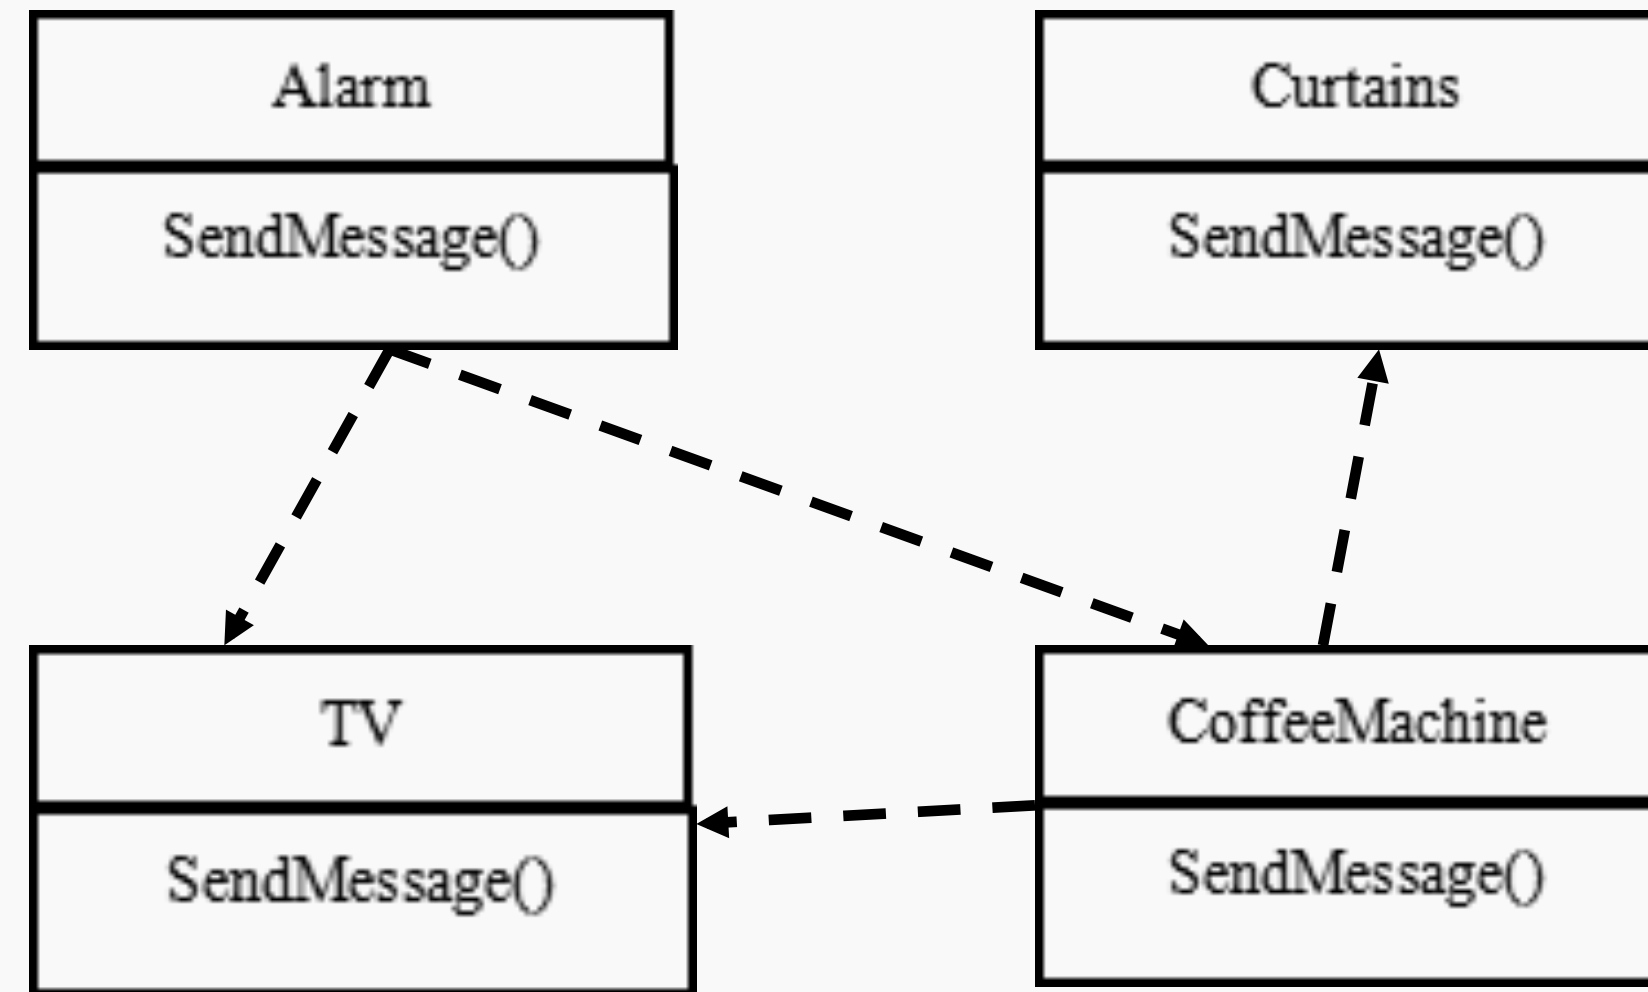 Alarm
SendMessage()
Curtains
SendMessage()
TV
SendMessage()
CoffeeMachine
SendMessage()